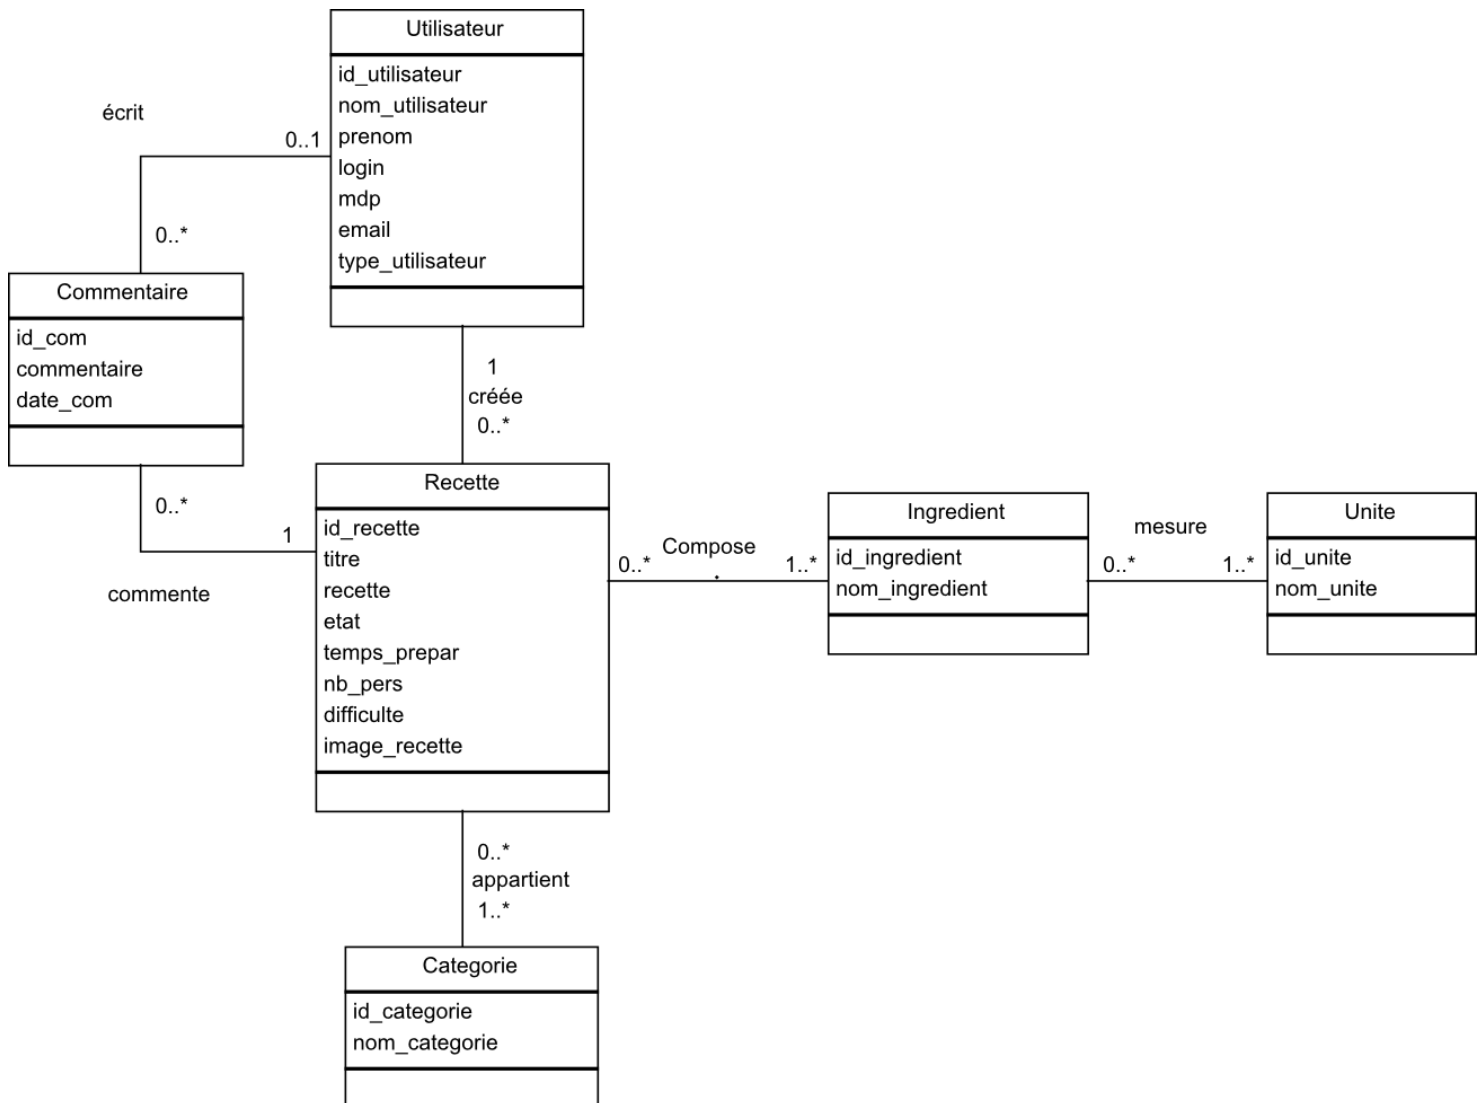 Utilisateur
id_utilisateur
nom_utilisateur
prenom
login
mdp
email
type_utilisateur
écrit
0..1
0..*
Commentaire
id_com
commentaire
date_com
1
créée
0..*
0..*
1
commente
Recette
id_recette
titre
recette
etat
temps_prepar
nb_pers
difficulte
image_recette
0..*
Compose
1..*
Ingredient
id_ingredient
nom_ingredient
0..*
mesure
1..*
Unite
id_unite
nom_unite
0..*
appartient
1..*
Categorie
id_categorie
nom_categorie